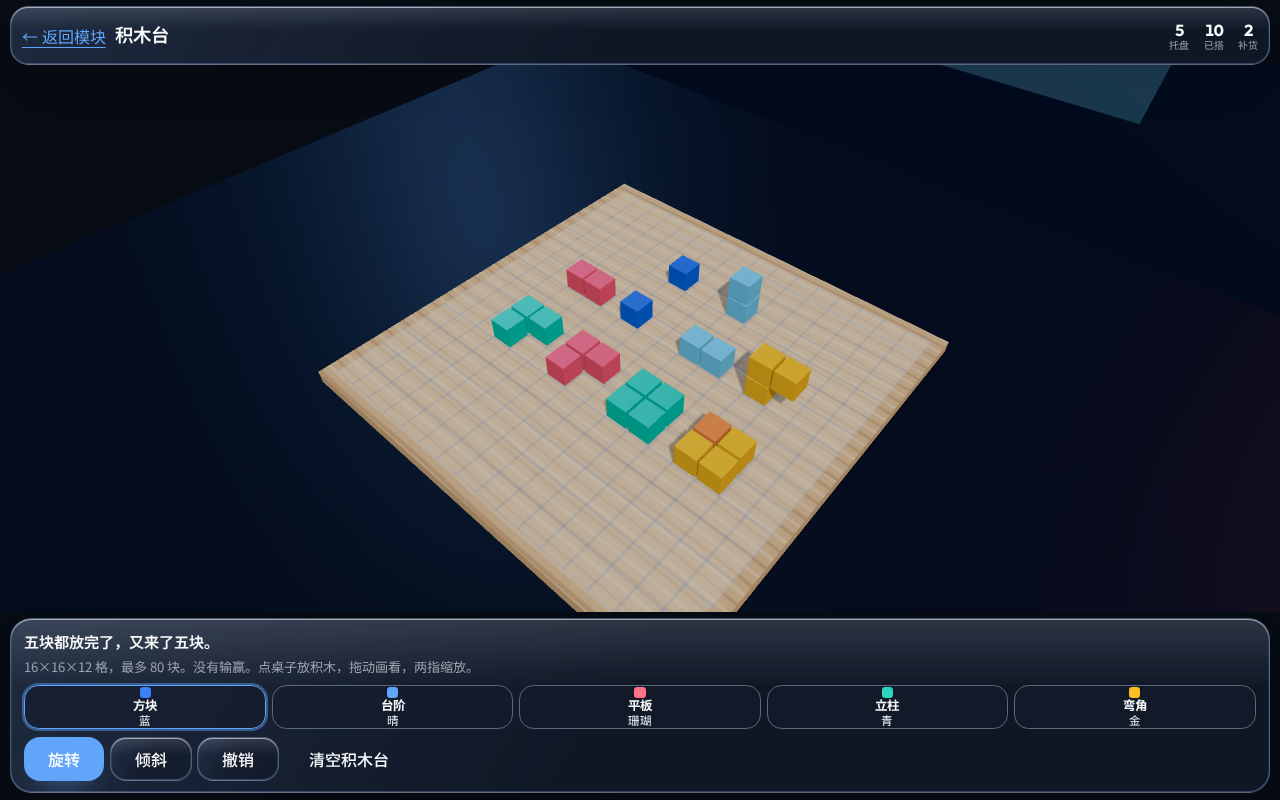 ← 返回模块 积木台
5 10 2
托盘 已搭 补货
五块都放完了，又来了五块。
16×16×12 格，最多 80 块。没有输赢。点桌子放积木，拖动画看，两指缩放。
方块 台阶 平板 立柱 弯角
蓝 晴 珊瑚 青 金
旋转 倾斜 撤销 清空积木台